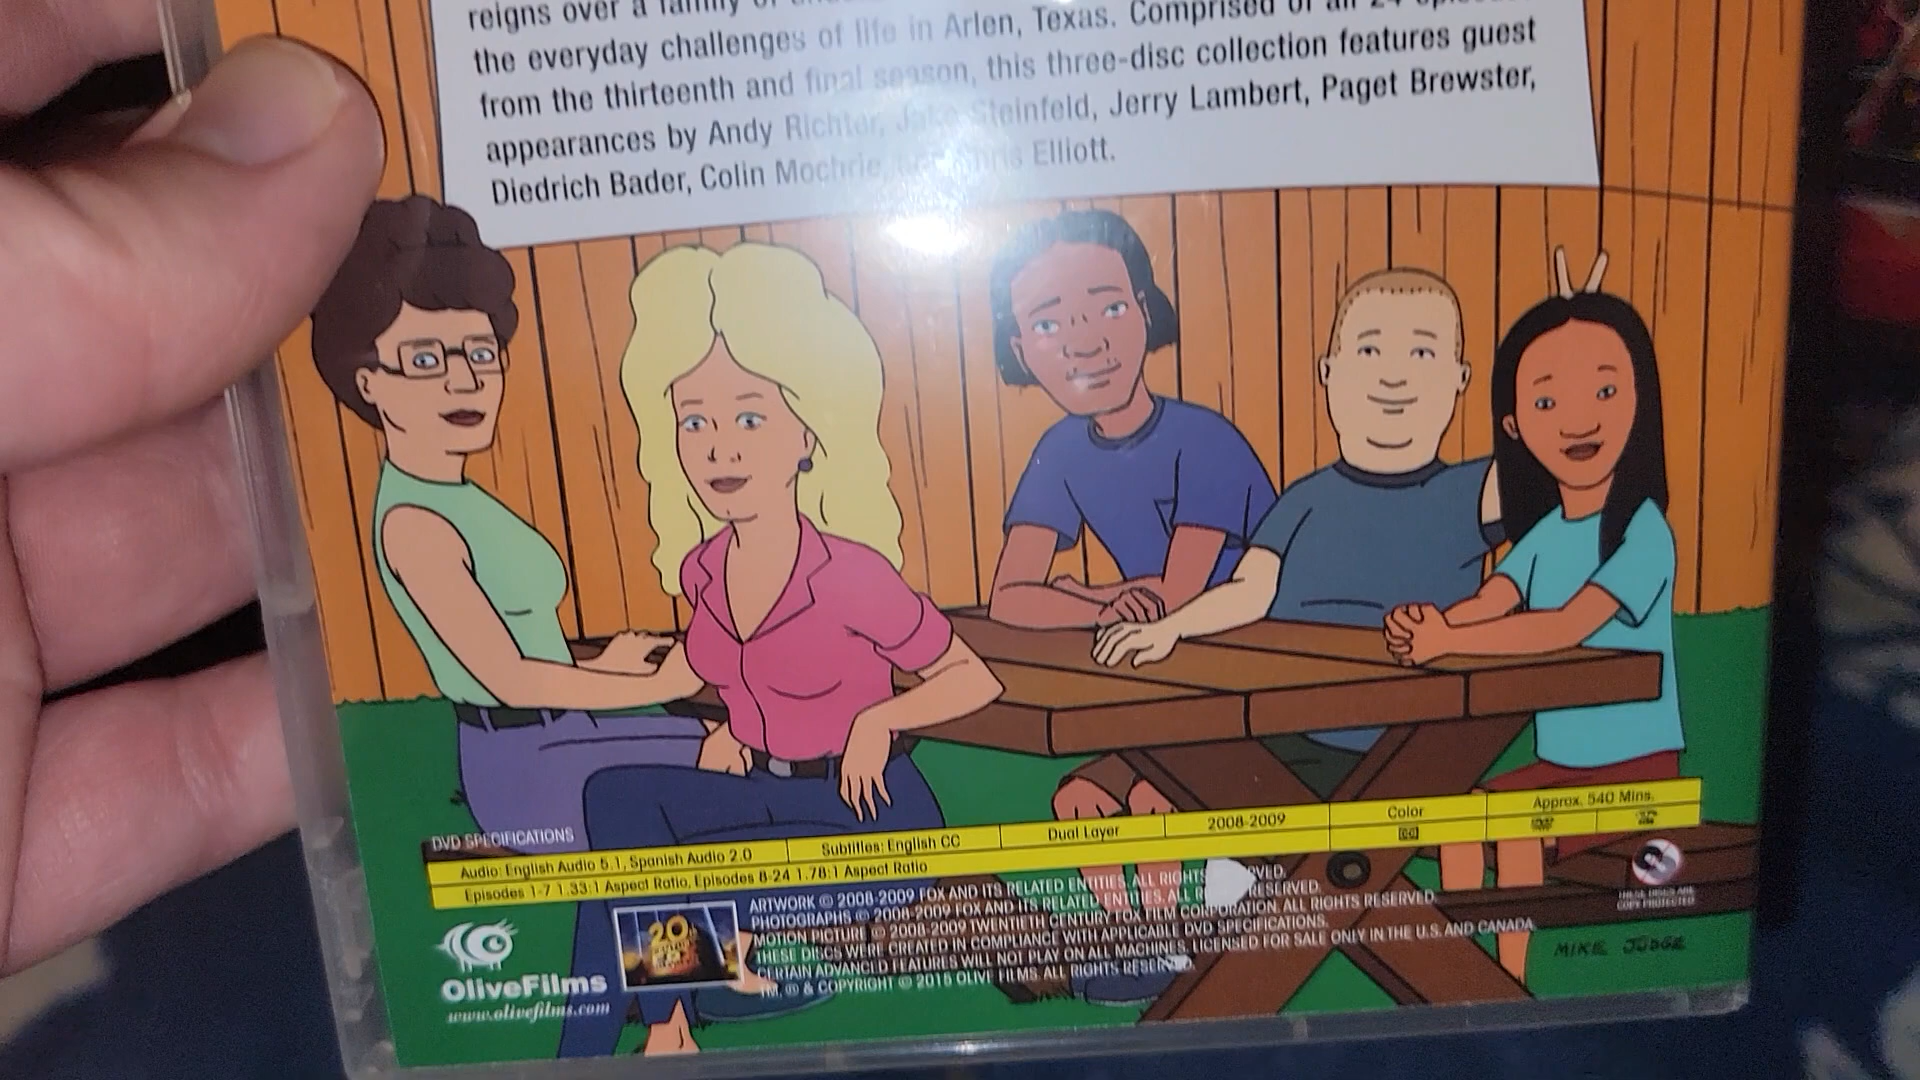 reigns over a family of
the everyday challenges of life in Arlen, Texas. Comprised of all 24
from the thirteenth and final season, this three-disc collection features guest
appearances by Andy Richter, Jake Steinfeld, Jerry Lambert, Paget Brewster,
Diedrich Bader, Colin Mochrie, and Chris Elliott.
DVD SPECIFICATIONS
Audio: English Audio 5.1, Spanish Audio 2.0 Subtitles: English CC Dual Layer 2008-2009 Color Approx. 540 Mins.
Episodes 1-7 1.33:1 Aspect Ratio, Episodes 8-24 1.78:1 Aspect Ratio
ARTWORK © 2008-2009 FOX AND ITS RELATED ENTITIES. ALL RIGHTS
PHOTOGRAPHS © 2008-2009 FOX AND ITS RELATED ENTITIES. ALL RESERVED.
MOTION PICTURE © 2008-2009 TWENTIETH CENTURY FOX FILM CORPORATION. ALL RIGHTS RESERVED.
THESE DISCS WERE CREATED IN COMPLIANCE WITH APPLICABLE DVD SPECIFICATIONS.
CERTAIN ADVANCED FEATURES WILL NOT PLAY ON ALL MACHINES. LICENSED FOR SALE ONLY IN THE U.S. AND CANADA.
TM, ® & COPYRIGHT © 2015 OLIVE FILMS. ALL RIGHTS RESERVED.
THESE DISCS ARE
COPY PROTECTED
MIKE JUDGE
20
OliveFilms
www.olivefilms.com